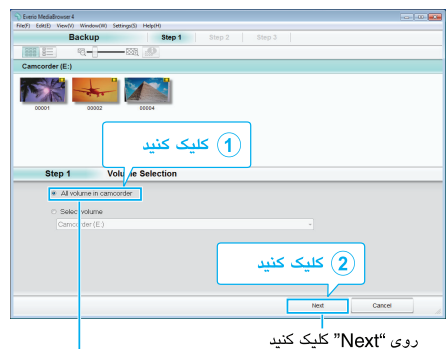 Everio MediaBrowser 4
File(F) Edit(E) View(V) Window(W) Settings(S) Help(H)
Backup Step 1 Step 2 Step 3
Camcorder (E:)
00001 00002 00004
1 کلیک کنید
Step 1 Volume Selection
All volume in camcorder
Select volume
Camcorder (E:)
2 کلیک کنید
Next Cancel
روی “Next” کلیک کنید